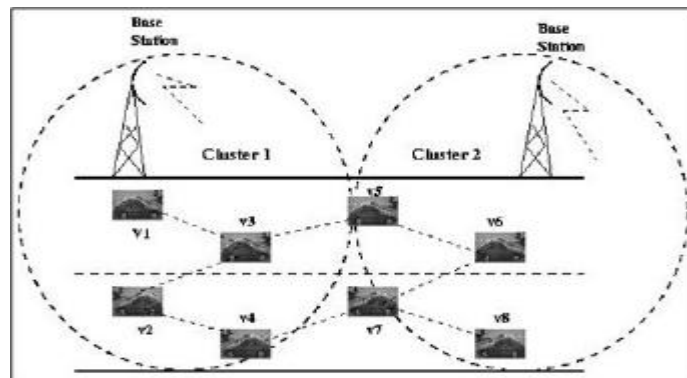 Base
Station
Base
Station
Cluster 1
Cluster 2
V1
v3
v5
v6
v2
v4
v7
v8